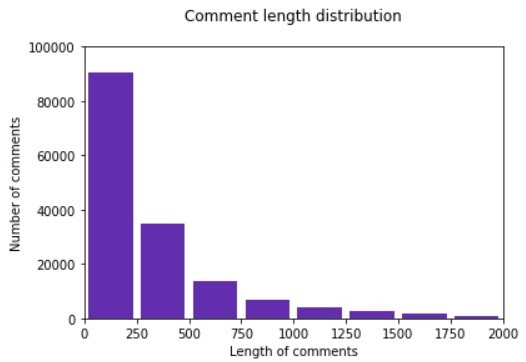 Comment length distribution
100000
80000
60000
40000
20000
0
Number of comments
0 250 500 750 1000 1250 1500 1750 2000
Length of comments